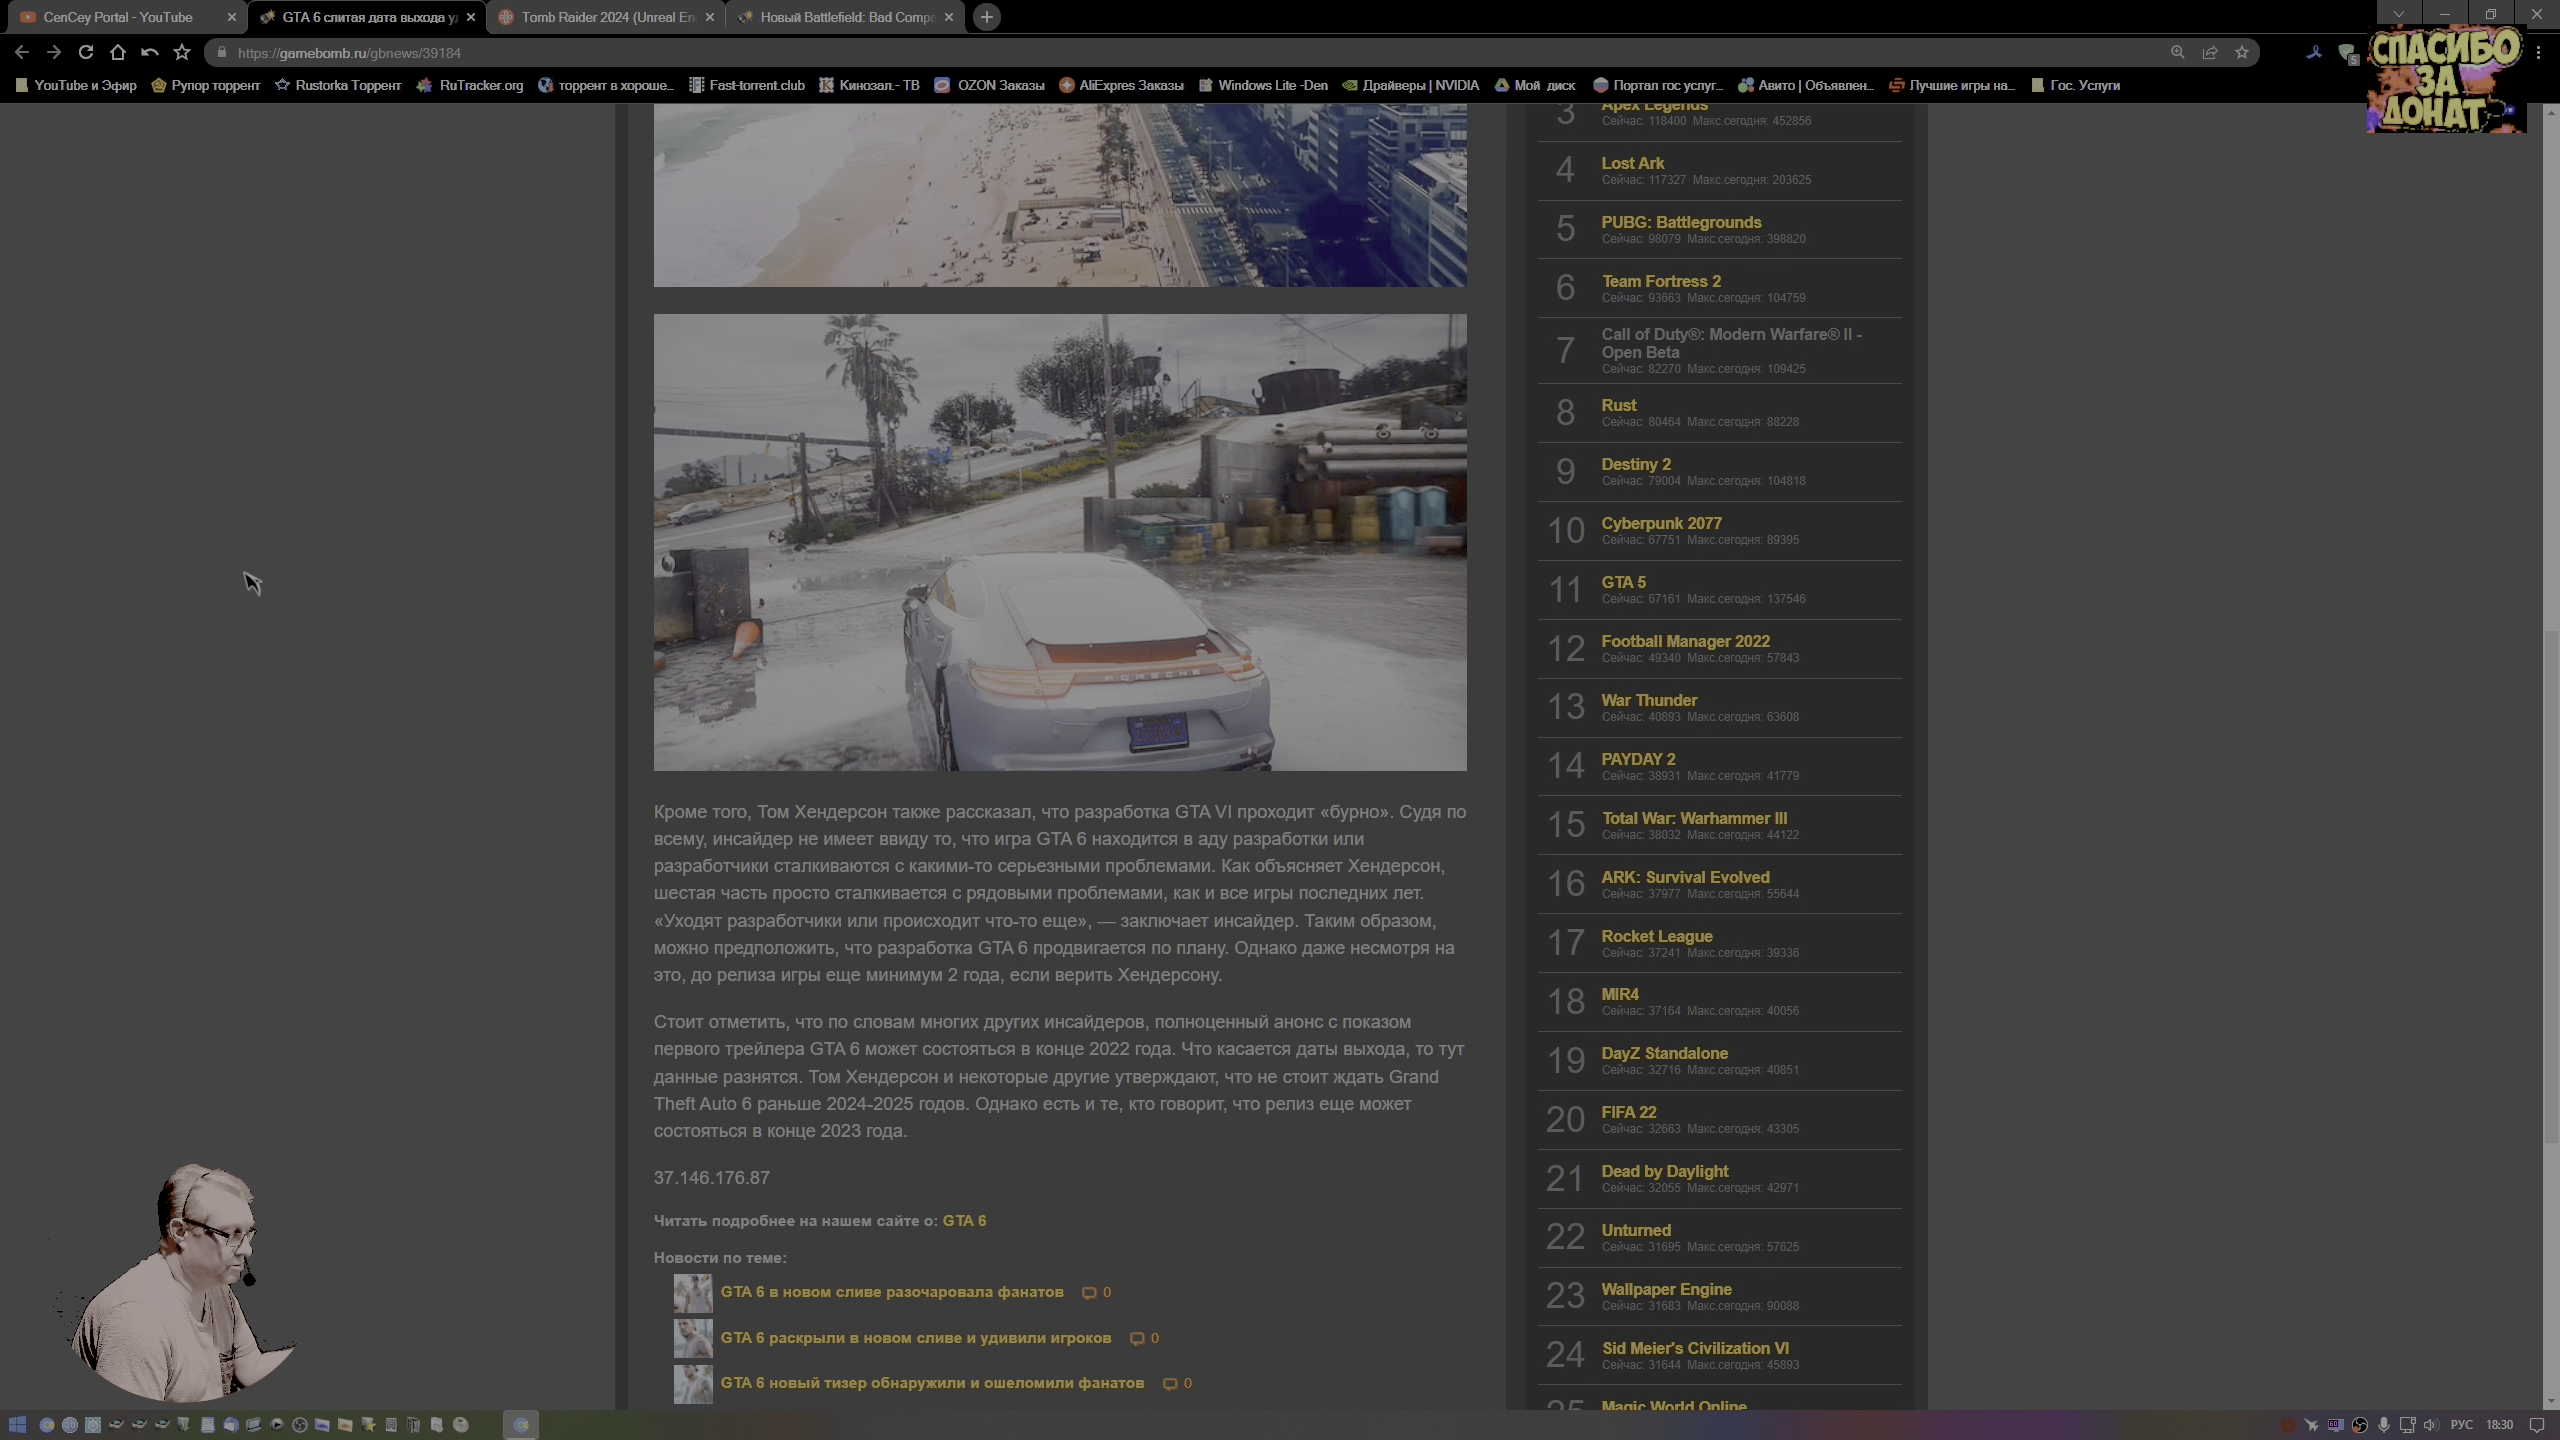 CenCey Portal - YouTube
GTA 6 слитая дата выхода уд
Tomb Raider 2024 (Unreal En
Новый Battlefield: Bad Compa
https://gamebomb.ru/gbnews/39184
5
СПАСИБО
ЗА
ДОНАТ
YouTube и Эфир
Рупор торрент
Rustorka Торрент
RuTracker.org
торрент в хороше...
Fast-torrent.club
Кинозал.- ТВ
OZON Заказы
AliExpres Заказы
Windows Lite -Den
Драйверы | NVIDIA
Мой диск
Портал гос услуг...
Авито | Объявлен...
Лучшие игры на...
Гос. Услуги
PORSCHE
Кроме того, Том Хендерсон также рассказал, что разработка GTA VI проходит «бурно». Судя по
всему, инсайдер не имеет ввиду то, что игра GTA 6 находится в аду разработки или
разработчики сталкиваются с какими-то серьезными проблемами. Как объясняет Хендерсон,
шестая часть просто сталкивается с рядовыми проблемами, как и все игры последних лет.
«Уходят разработчики или происходит что-то еще», — заключает инсайдер. Таким образом,
можно предположить, что разработка GTA 6 продвигается по плану. Однако даже несмотря на
это, до релиза игры еще минимум 2 года, если верить Хендерсону.
Стоит отметить, что по словам многих других инсайдеров, полноценный анонс с показом
первого трейлера GTA 6 может состояться в конце 2022 года. Что касается даты выхода, то тут
данные разнятся. Том Хендерсон и некоторые другие утверждают, что не стоит ждать Grand
Theft Auto 6 раньше 2024-2025 годов. Однако есть и те, кто говорит, что релиз еще может
состояться в конце 2023 года.
37.146.176.87
Читать подробнее на нашем сайте о: GTA 6
Новости по теме:
GTA 6 в новом сливе разочаровала фанатов 0
GTA 6 раскрыли в новом сливе и удивили игроков 0
GTA 6 новый тизер обнаружили и ошеломили фанатов 0
3 Apex Legends
Сейчас: 118400 Макс.сегодня: 452856
4 Lost Ark
Сейчас: 117327 Макс.сегодня: 203625
5 PUBG: Battlegrounds
Сейчас: 98079 Макс.сегодня: 398820
6 Team Fortress 2
Сейчас: 93663 Макс.сегодня: 104759
7 Call of Duty®: Modern Warfare® II -
Open Beta
Сейчас: 82270 Макс.сегодня: 109425
8 Rust
Сейчас: 80464 Макс.сегодня: 88228
9 Destiny 2
Сейчас: 79004 Макс.сегодня: 104818
10 Cyberpunk 2077
Сейчас: 67751 Макс.сегодня: 89395
11 GTA 5
Сейчас: 67161 Макс.сегодня: 137546
12 Football Manager 2022
Сейчас: 49340 Макс.сегодня: 57843
13 War Thunder
Сейчас: 40893 Макс.сегодня: 63608
14 PAYDAY 2
Сейчас: 38931 Макс.сегодня: 41779
15 Total War: Warhammer III
Сейчас: 38032 Макс.сегодня: 44122
16 ARK: Survival Evolved
Сейчас: 37977 Макс.сегодня: 55644
17 Rocket League
Сейчас: 37241 Макс.сегодня: 39336
18 MIR4
Сейчас: 37164 Макс.сегодня: 40056
19 DayZ Standalone
Сейчас: 32716 Макс.сегодня: 40851
20 FIFA 22
Сейчас: 32663 Макс.сегодня: 43305
21 Dead by Daylight
Сейчас: 32055 Макс.сегодня: 42971
22 Unturned
Сейчас: 31695 Макс.сегодня: 57625
23 Wallpaper Engine
Сейчас: 31683 Макс.сегодня: 90088
24 Sid Meier's Civilization VI
Сейчас: 31644 Макс.сегодня: 45893
25 Magic World Online
РУС 18:30